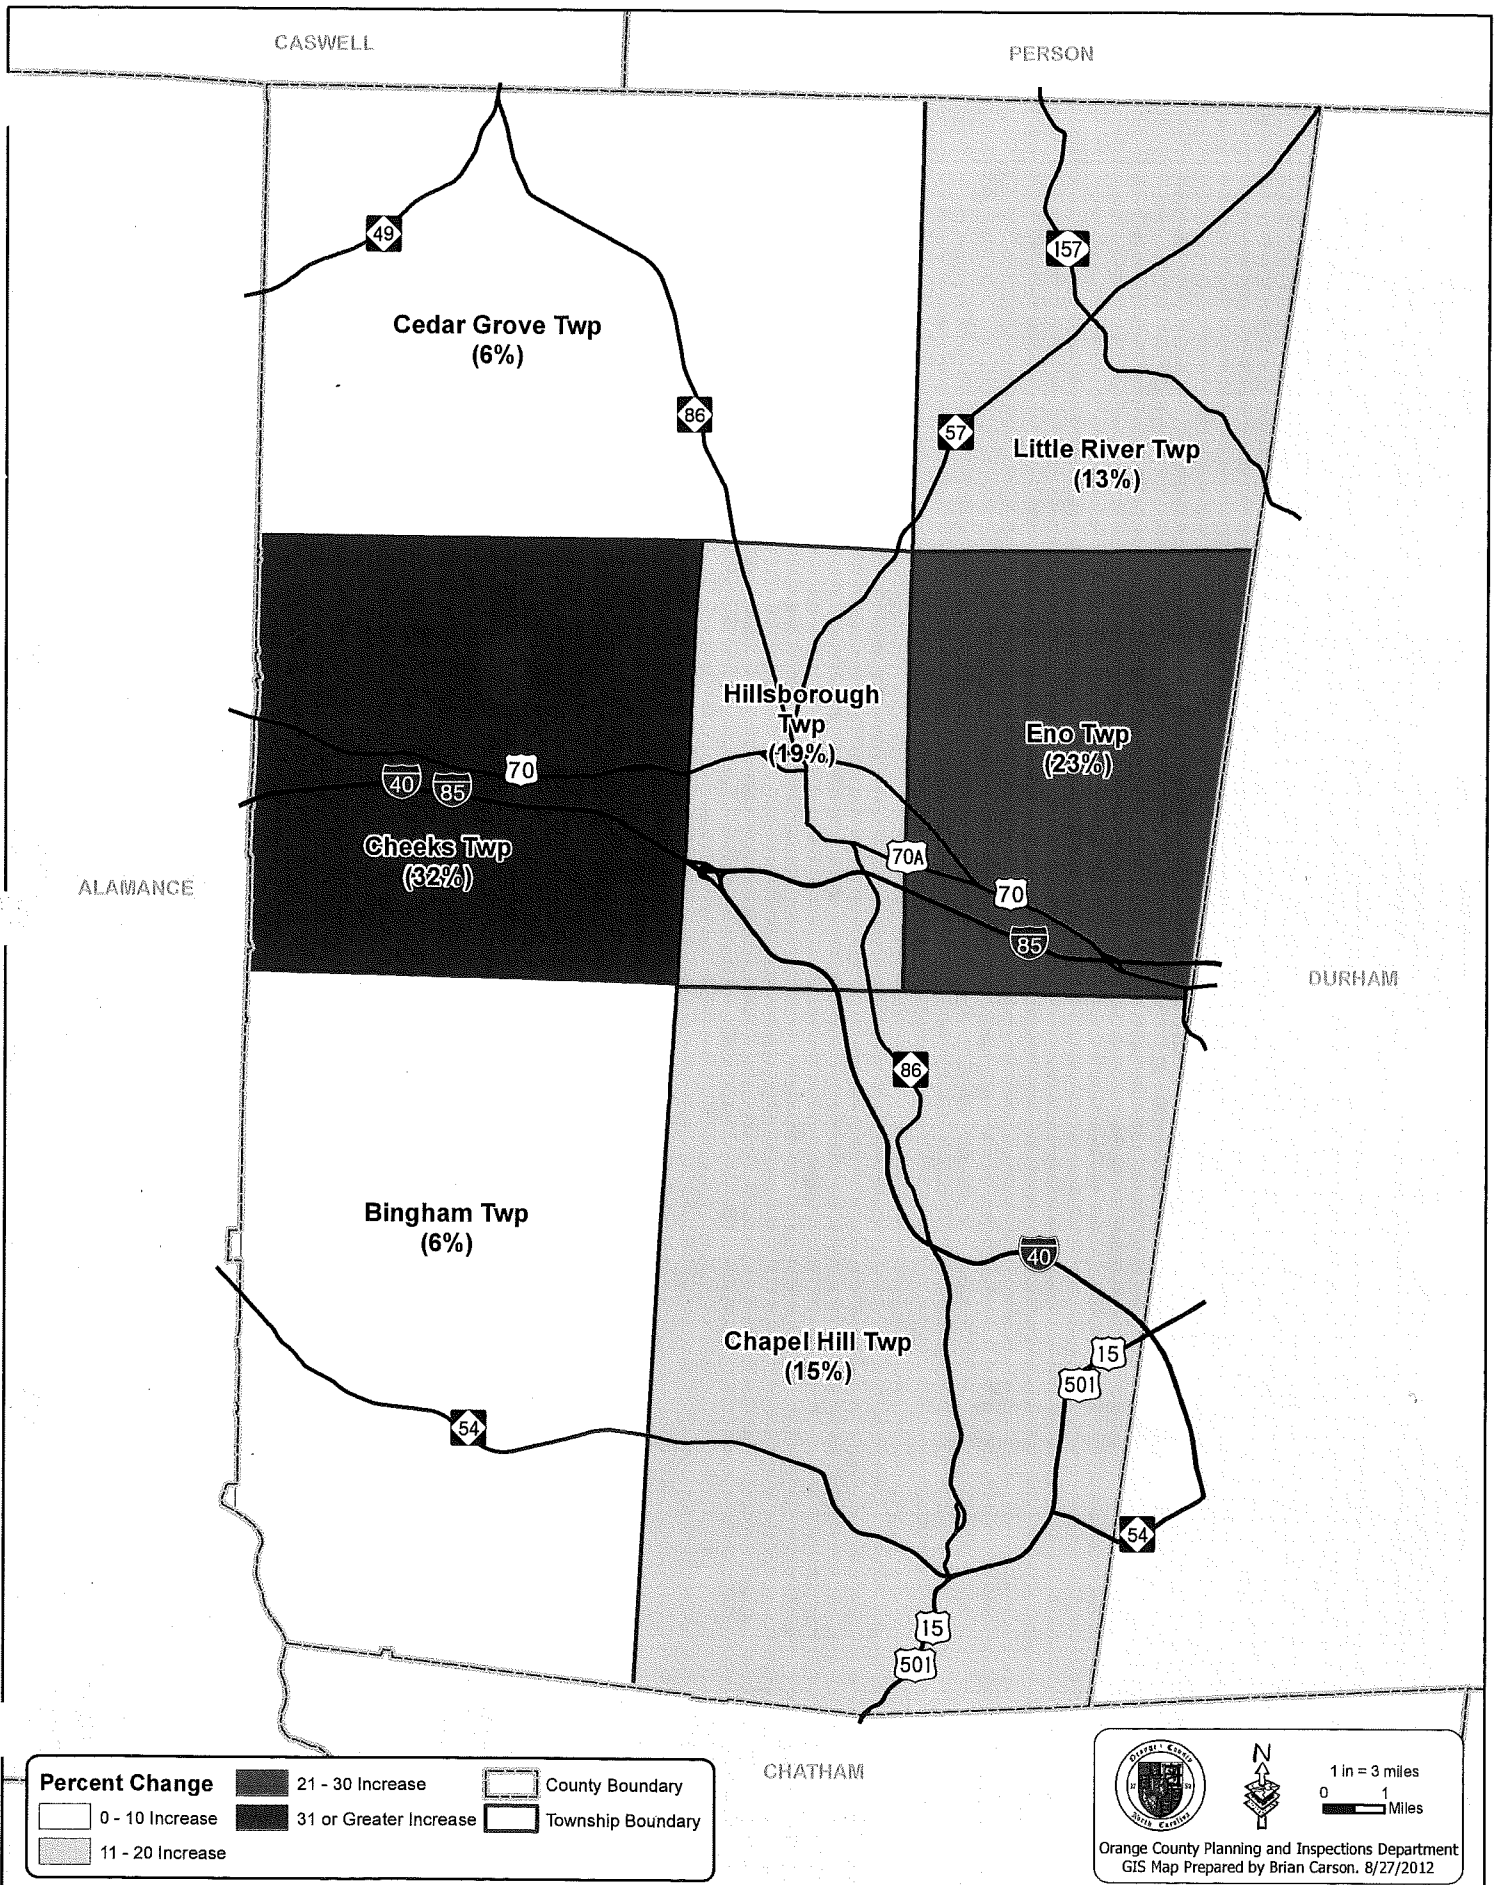 CASWELL
PERSON
49
157
Cedar Grove Twp
(6%)
86
57
Little River Twp
(13%)
Hillsborough
Twp
(19%)
Eno Twp
(23%)
70
40
85
Cheeks Twp
(32%)
70A
70
85
ALAMANCE
DURHAM
86
Bingham Twp
(6%)
40
Chapel Hill Twp
(15%)
15
501
54
54
15
501
CHATHAM
Percent Change
0 - 10 Increase
11 - 20 Increase
21 - 30 Increase
31 or Greater Increase
County Boundary
Township Boundary
Orange County
North Carolina
N
1 in = 3 miles
0 1
Miles
Orange County Planning and Inspections Department
GIS Map Prepared by Brian Carson. 8/27/2012